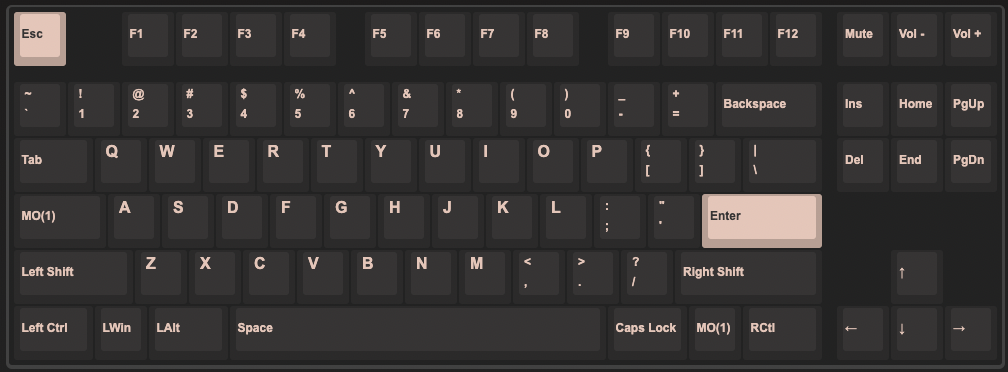 Esc F1 F2 F3 F4 F5 F6 F7 F8 F9 F10 F11 F12 Mute Vol - Vol +
~ ! @ # $ % ^ & * ( ) _ +
` 1 2 3 4 5 6 7 8 9 0 - = Backspace Ins Home PgUp
Tab Q W E R T Y U I O P { } | Del End PgDn
[ ] \
MO(1) A S D F G H J K L : " Enter
; '
Left Shift Z X C V B N M < > ? Right Shift ↑
, . /
Left Ctrl LWin LAlt Space Caps Lock MO(1) RCtl ← ↓ →